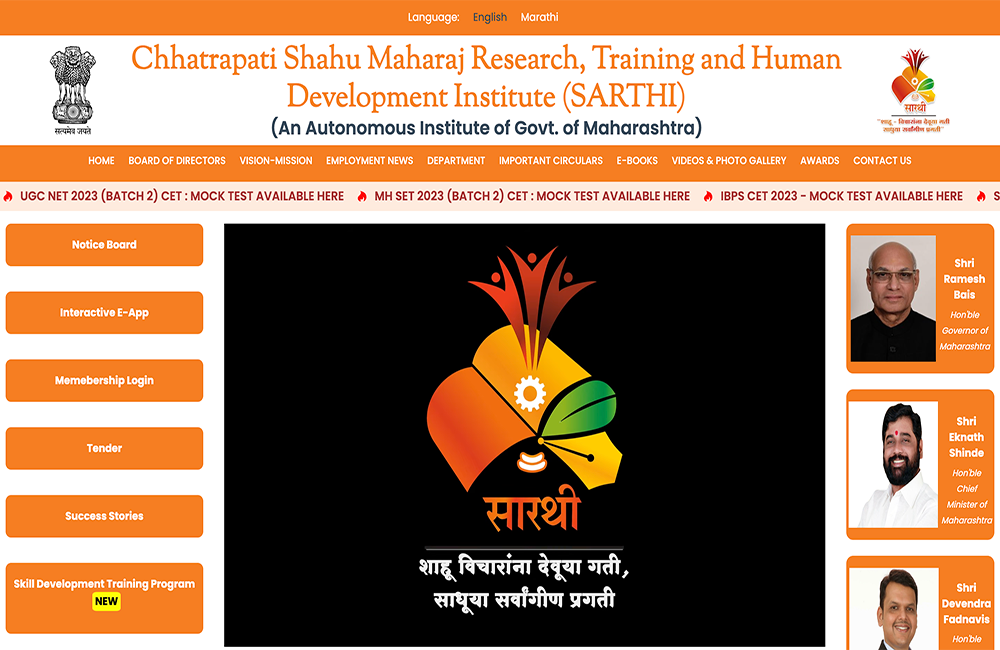 Language: English Marathi
सत्यमेव जयते
Chhatrapati Shahu Maharaj Research, Training and Human
Development Institute (SARTHI)
(An Autonomous Institute of Govt. of Maharashtra)
सारथी
"शाहू - विचारांना देवूया गती
साधूया सर्वांगीण प्रगती"
HOME BOARD OF DIRECTORS VISION-MISSION EMPLOYMENT NEWS DEPARTMENT IMPORTANT CIRCULARS E-BOOKS VIDEOS & PHOTO GALLERY AWARDS CONTACT US
UGC NET 2023 (BATCH 2) CET : MOCK TEST AVAILABLE HERE MH SET 2023 (BATCH 2) CET : MOCK TEST AVAILABLE HERE IBPS CET 2023 - MOCK TEST AVAILABLE HERE S
Notice Board
Interactive E-App
Memebership Login
Tender
Success Stories
Skill Development Training Program
NEW
सारथी
शाहू विचारांना देवूया गती,
साधूया सर्वांगीण प्रगती
Shri
Ramesh
Bais
Hon'ble
Governor of
Maharashtra
Shri
Eknath
Shinde
Hon'ble
Chief
Minister of
Maharashtra
Shri
Devendra
Fadnavis
Hon'ble